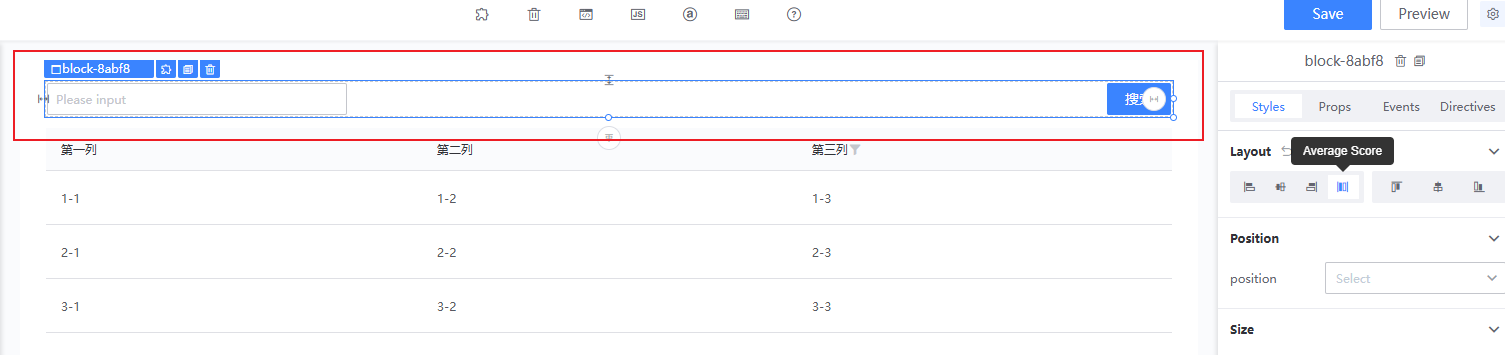 Save
Preview
block-8abf8
block-8abf8
Please input
Styles
Props
Events
Directives
Layout
Average Score
第一列
第二列
第三列
1-1
1-2
1-3
2-1
2-2
2-3
3-1
3-2
3-3
Position
position
Select
Size